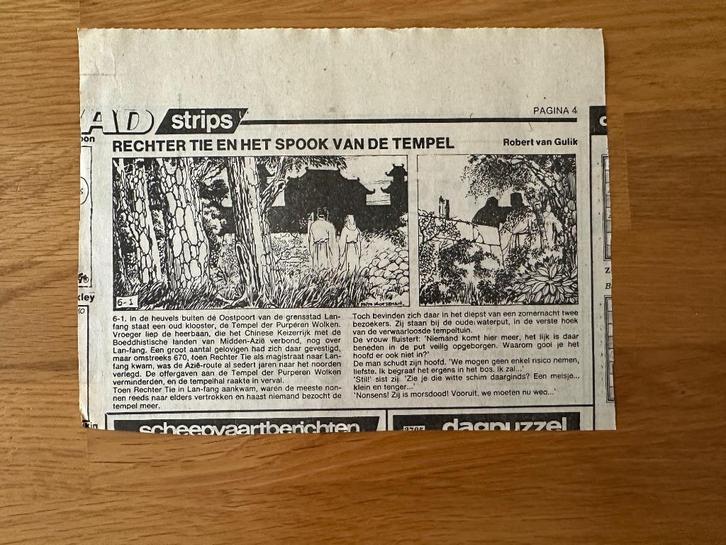 AD strips
PAGINA 4
RECHTER TIE EN HET SPOOK VAN DE TEMPEL
Robert van Gulik
6-1
6-1. In de heuvels buiten de Oostpoort van de grensstad Lan-
fang staat een oud klooster, de Tempel der Purperen Wolken.
Vroeger liep de heerbaan, die het Chinese Keizerrijk met de
Boeddhistische landen van Midden-Azië verbond, nog over
Lan-fang. Een groot aantal gelovigen had zich daar gevestigd,
maar omstreeks 670, toen Rechter Tie als magistraat naar Lan-
fang kwam, was de Azië-route al sedert jaren naar het noorden
verlegd. De offergaven aan de Tempel der Purperen Wolken
verminderden, en de tempelhal raakte in verval.
Toen Rechter Tie in Lan-fang aankwam, waren de meeste non-
nen reeds naar elders vertrokken en haast niemand bezocht de
tempel meer.
Toch bevinden zich daar in het diepst van een zomernacht twee
bezoekers. Zij staan bij de oude waterput, in de verste hoek
van de verwaarloosde tempeltuin.
De vrouw fluistert: 'Niemand komt hier meer, het lijk is daar
beneden in de put veilig opgeborgen. Waarom gooi je het
hoofd er ook niet in?'
De man schudt zijn hoofd. 'We mogen geen enkel risico nemen,
liefste. Ik begraaf het ergens in het bos. Ik zal...'
'Stil!' sist zij. 'Zie je die witte schim daarginds? Een meisje...
klein en tenger...'
'Nonsens! Zij is morsdood! Vooruit, we moeten nu weg...'
scheepvaartberichten
dagpuzzel